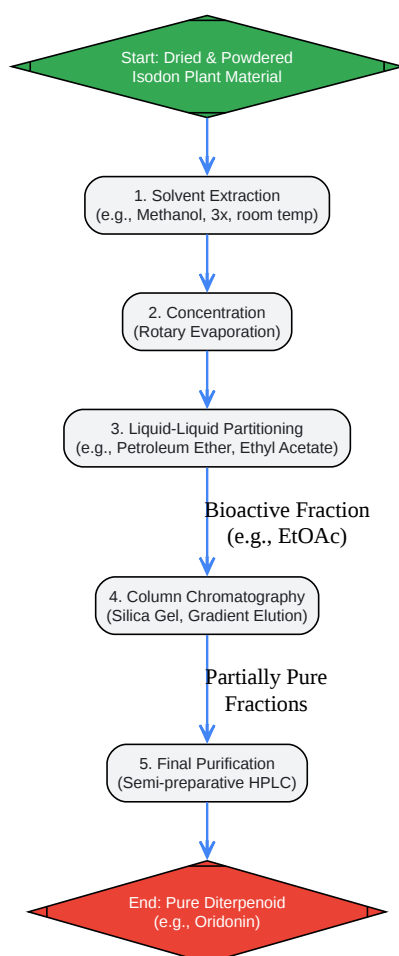 Start: Dried & Powdered
Isodon Plant Material
1. Solvent Extraction
(e.g., Methanol, 3x, room temp)
2. Concentration
(Rotary Evaporation)
3. Liquid-Liquid Partitioning
(e.g., Petroleum Ether, Ethyl Acetate)
Bioactive Fraction
(e.g., EtOAc)
4. Column Chromatography
(Silica Gel, Gradient Elution)
Partially Pure
Fractions
5. Final Purification
(Semi-preparative HPLC)
End: Pure Diterpenoid
(e.g., Oridonin)